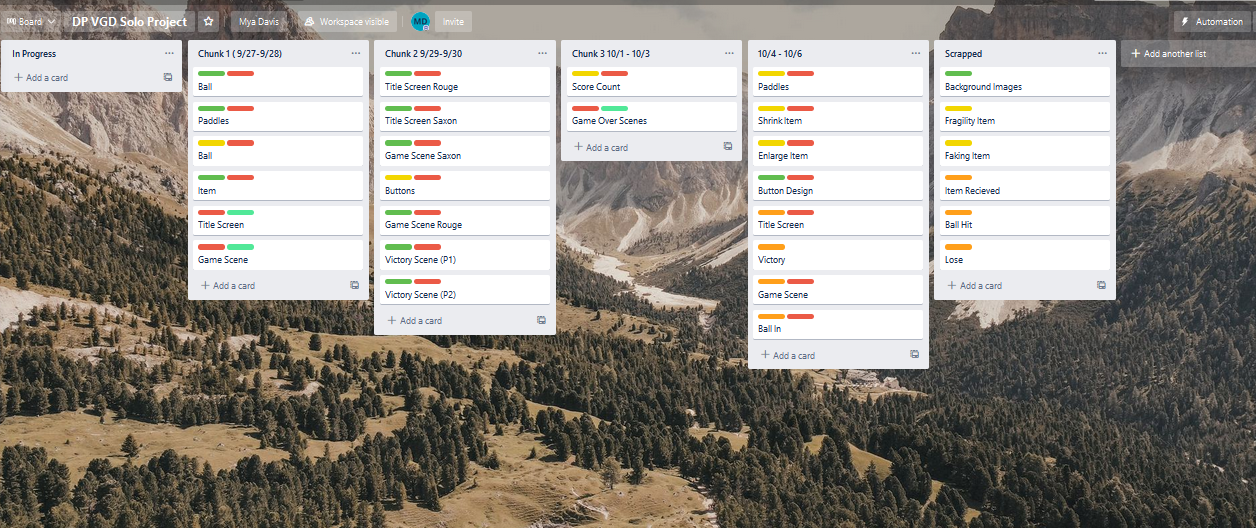 Board
DP VGD Solo Project
Mya Davis
Workspace visible
MD
Invite
Automation
In Progress
Add a card
Chunk 1 ( 9/27-9/28)
Ball
Paddles
Ball
Item
Title Screen
Game Scene
Add a card
Chunk 2 9/29-9/30
Title Screen Rouge
Title Screen Saxon
Game Scene Saxon
Buttons
Game Scene Rouge
Victory Scene (P1)
Victory Scene (P2)
Add a card
Chunk 3 10/1 - 10/3
Score Count
Game Over Scenes
Add a card
10/4 - 10/6
Paddles
Shrink Item
Enlarge Item
Button Design
Title Screen
Victory
Game Scene
Ball In
Add a card
Scrapped
Background Images
Fragility Item
Faking Item
Item Recieved
Ball Hit
Lose
Add a card
Add another list